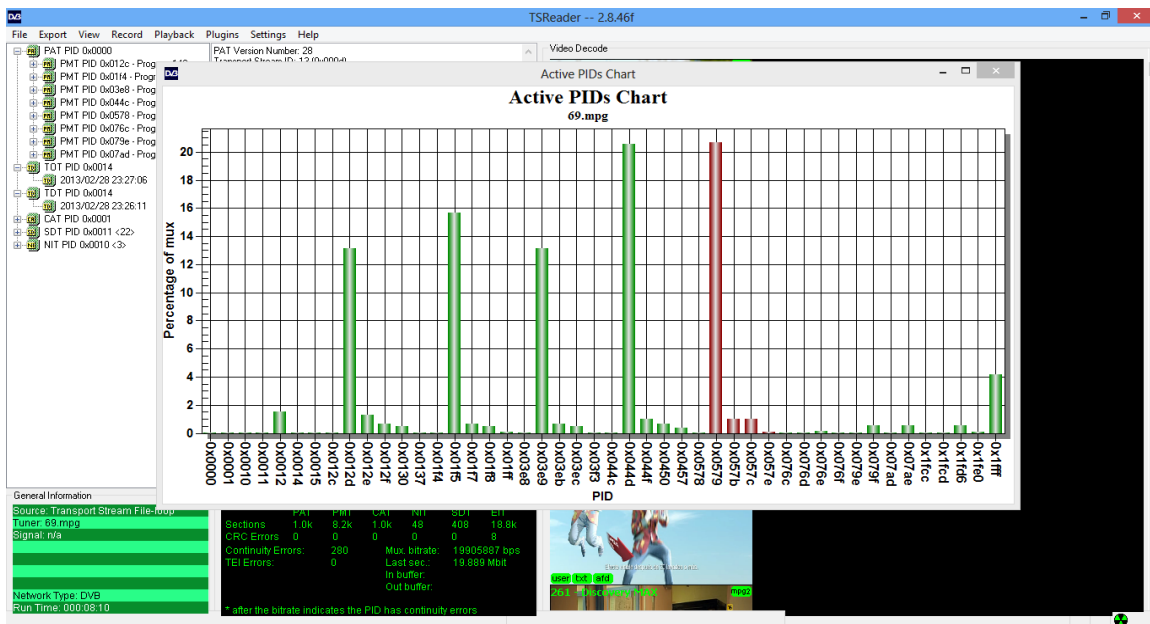 DVB
TSReader -- 2.8.46f
File Export View Record Playback Plugins Settings Help
PAT PID 0x0000
PMT PID 0x012c - Prog
PMT PID 0x01f4 - Progr
PMT PID 0x03e8 - Prog
PMT PID 0x044c - Prog
PMT PID 0x0578 - Prog
PMT PID 0x076c - Prog
PMT PID 0x079e - Prog
PMT PID 0x07ad - Prog
TOT PID 0x0014
2013/02/28 23:27:06
TDT PID 0x0014
2013/02/28 23:26:11
CAT PID 0x0001
SDT PID 0x0011 <22>
NIT PID 0x0010 <3>
PAT Version Number: 28
Transport Stream ID: 13 (0x000d)
Video Decode
DVB
Active PIDs Chart
Active PIDs Chart
69.mpg
Percentage of mux
20
18
16
14
12
10
8
6
4
2
0
0x0000 0x0001 0x0010 0x0011 0x0012 0x0014 0x0015 0x012c 0x012d 0x012e 0x012f 0x0130 0x0137 0x01f4 0x01f5 0x01f7 0x01f8 0x01ff 0x03e8 0x03e9 0x03eb 0x03ec 0x03f3 0x044c 0x044d 0x044f 0x0450 0x0457 0x0578 0x0579 0x057b 0x057c 0x057e 0x076c 0x076d 0x076e 0x076f 0x079e 0x079f 0x07ad 0x07ae 0x1fcc 0x1fcd 0x1fd6 0x1fe0 0x1fff
PID
General Information
Source: Transport Stream File-loop
Tuner: 69.mpg
Signal: n/a
Network Type: DVB
Run Time: 000:08:10
PAT PMT CAT NIT SDT EIT
Sections 1.0k 8.2k 1.0k 48 408 18.8k
CRC Errors 0 0 0 0 0 8
Continuity Errors: 280 Mux. bitrate: 19905887 bps
TEI Errors: 0 Last sec.: 19.889 Mbit
In buffer:
Out buffer:
* after the bitrate indicates the PID has continuity errors
user txt afd
261 - Discovery MAX mpg2